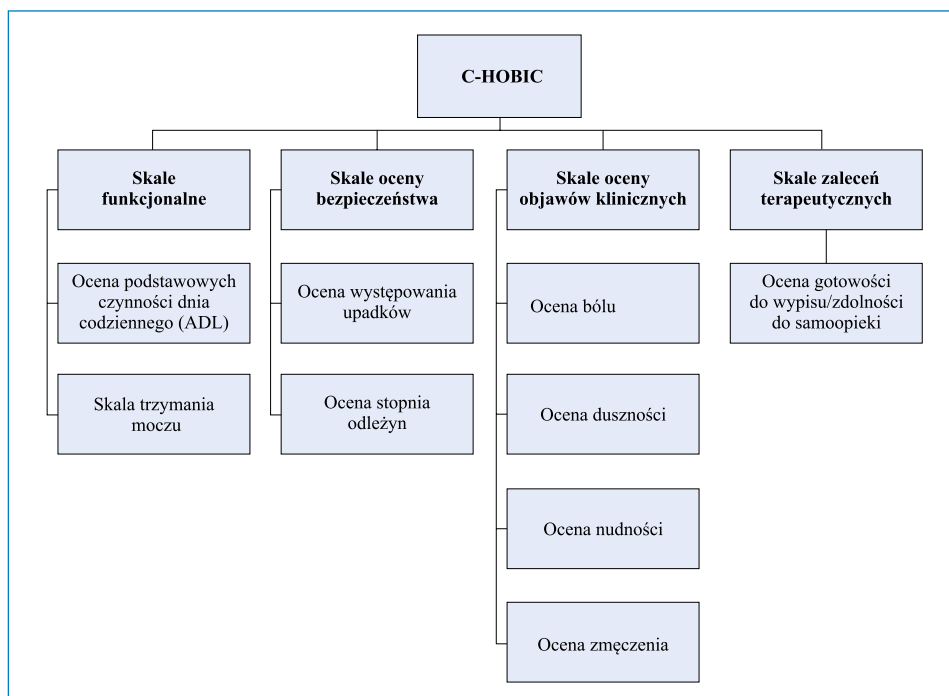 C-HOBIC
Skale
funkcjonalne
Ocena podstawowych
czynności dnia
codziennego (ADL)
Skala trzymania
moczu
Skale oceny
bezpieczeństwa
Ocena występowania
upadków
Ocena stopnia
odleżyn
Skale oceny
objawów klinicznych
Ocena bólu
Ocena duszności
Ocena nudności
Ocena zmęczenia
Skale zaleceń
terapeutycznych
Ocena gotowości
do wypisu/zdolności
do samoopieki